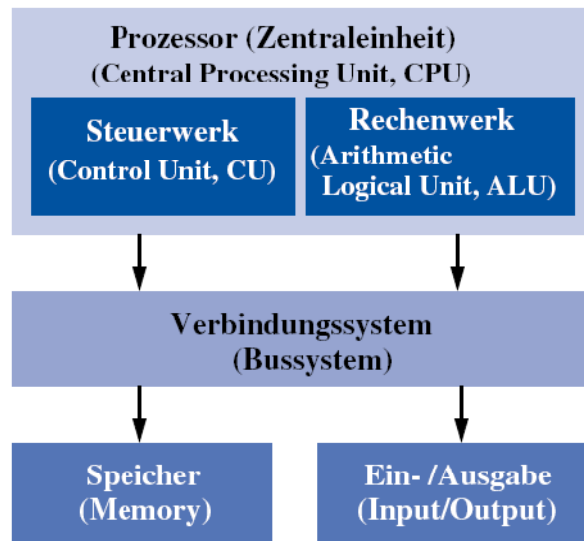 Prozessor (Zentraleinheit)
(Central Processing Unit, CPU)
Steuerwerk
(Control Unit, CU)
Rechenwerk
(Arithmetic
Logical Unit, ALU)
Verbindungssystem
(Bussystem)
Speicher
(Memory)
Ein- /Ausgabe
(Input/Output)